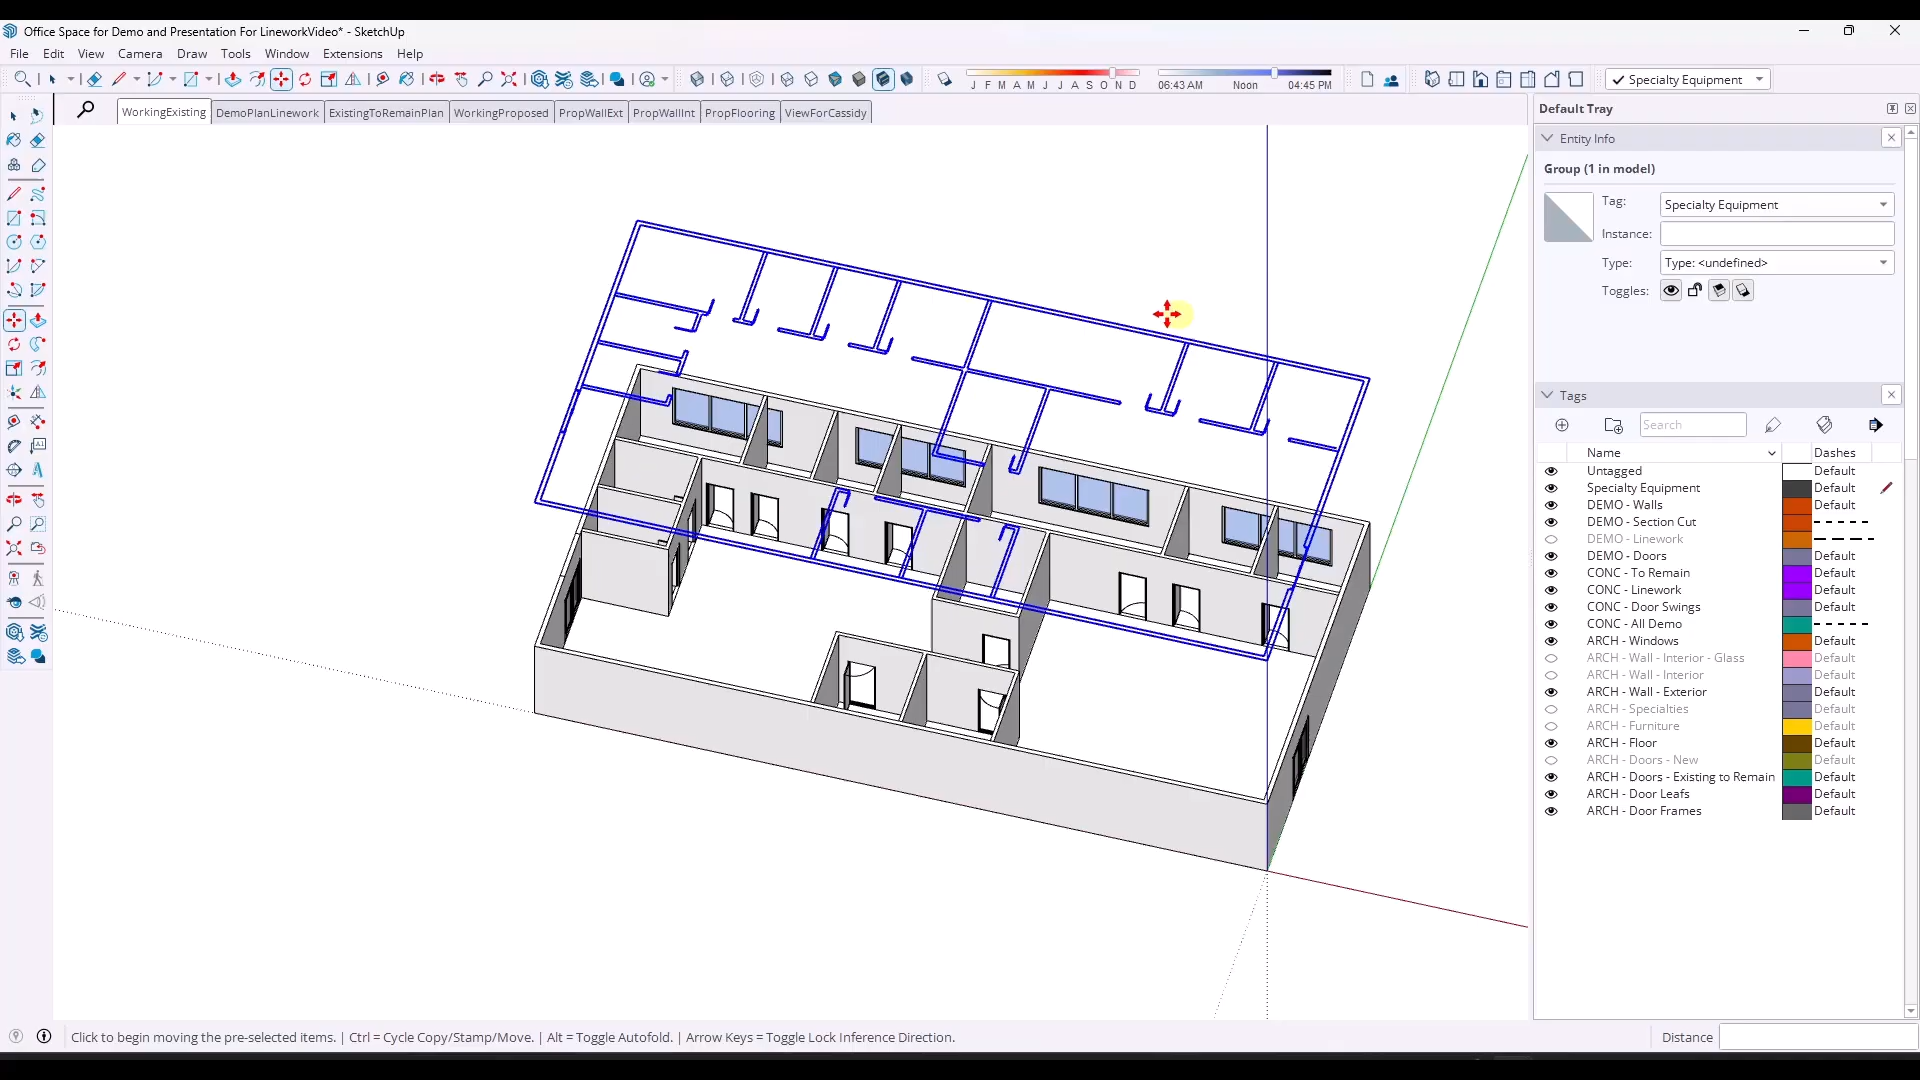 Office Space for Demo and Presentation For LineworkVideo* - SketchUp
File Edit View Camera Draw Tools Window Extensions Help
J F M A M J J A S O N D 06:43 AM Noon 04:45 PM Specialty Equipment
WorkingExisting DemoPlanLinework ExistingToRemainPlan WorkingProposed PropWallExt PropWallInt PropFlooring ViewForCassidy
Default Tray
Entity Info
Group (1 in model)
Tag: Specialty Equipment
Instance:
Type: Type: <undefined>
Toggles:
Tags
Search
Name Dashes
Untagged Default
Specialty Equipment Default
DEMO - Walls Default
DEMO - Section Cut
DEMO - Linework
DEMO - Doors Default
CONC - To Remain Default
CONC - Linework Default
CONC - Door Swings Default
CONC - All Demo
ARCH - Windows Default
ARCH - Wall - Interior - Glass Default
ARCH - Wall - Interior Default
ARCH - Wall - Exterior Default
ARCH - Specialties Default
ARCH - Furniture Default
ARCH - Floor Default
ARCH - Doors - New Default
ARCH - Doors - Existing to Remain Default
ARCH - Door Leafs Default
ARCH - Door Frames Default
Click to begin moving the pre-selected items. | Ctrl = Cycle Copy/Stamp/Move. | Alt = Toggle Autofold. | Arrow Keys = Toggle Lock Inference Direction. Distance